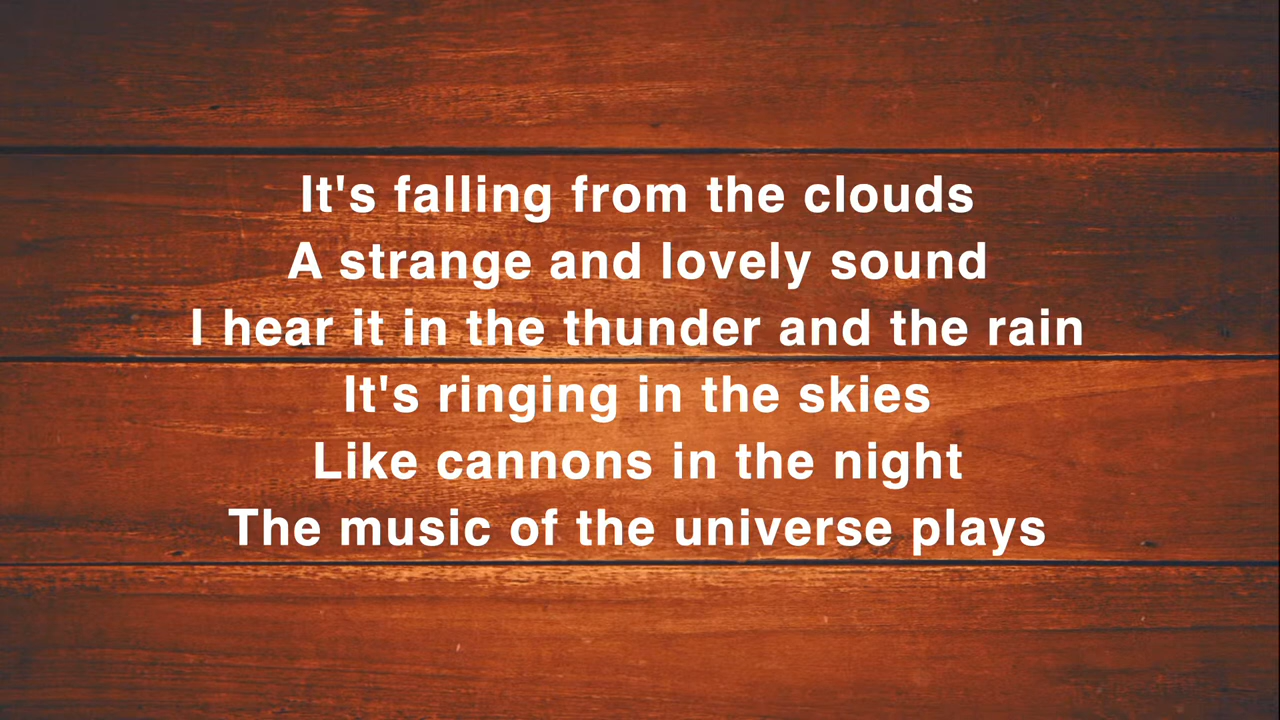 It's falling from the clouds
A strange and lovely sound
I hear it in the thunder and the rain
It's ringing in the skies
Like cannons in the night
The music of the universe plays